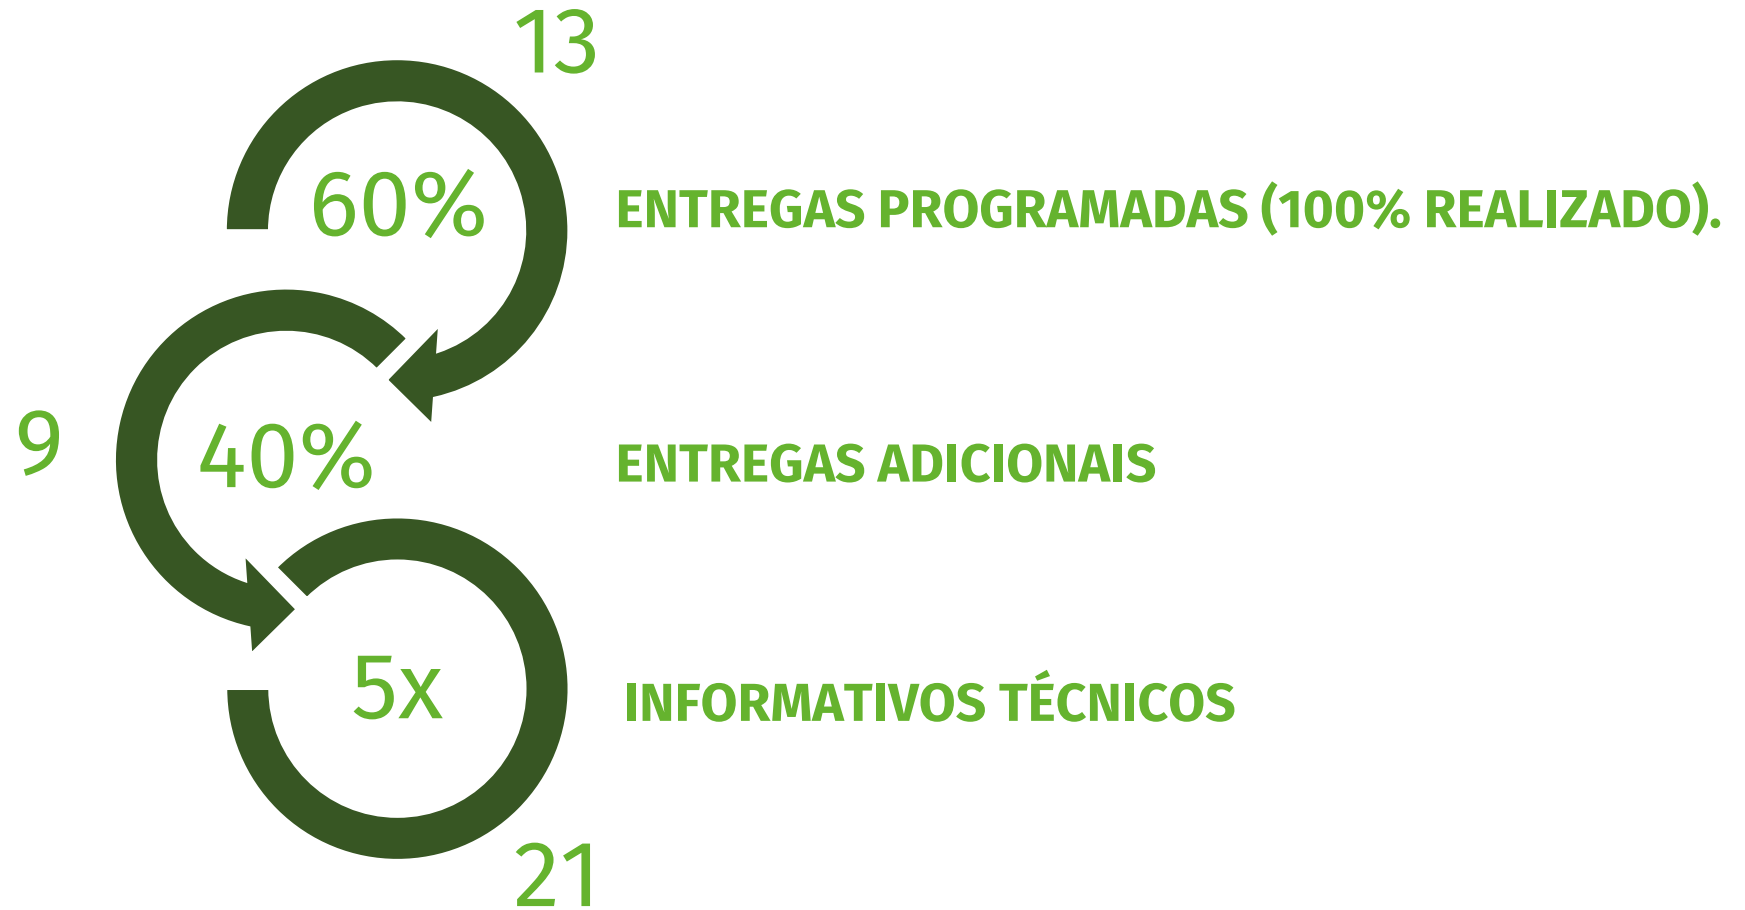 13
60%
ENTREGAS PROGRAMADAS (100% REALIZADO).
9
40%
ENTREGAS ADICIONAIS
5x
INFORMATIVOS TÉCNICOS
21